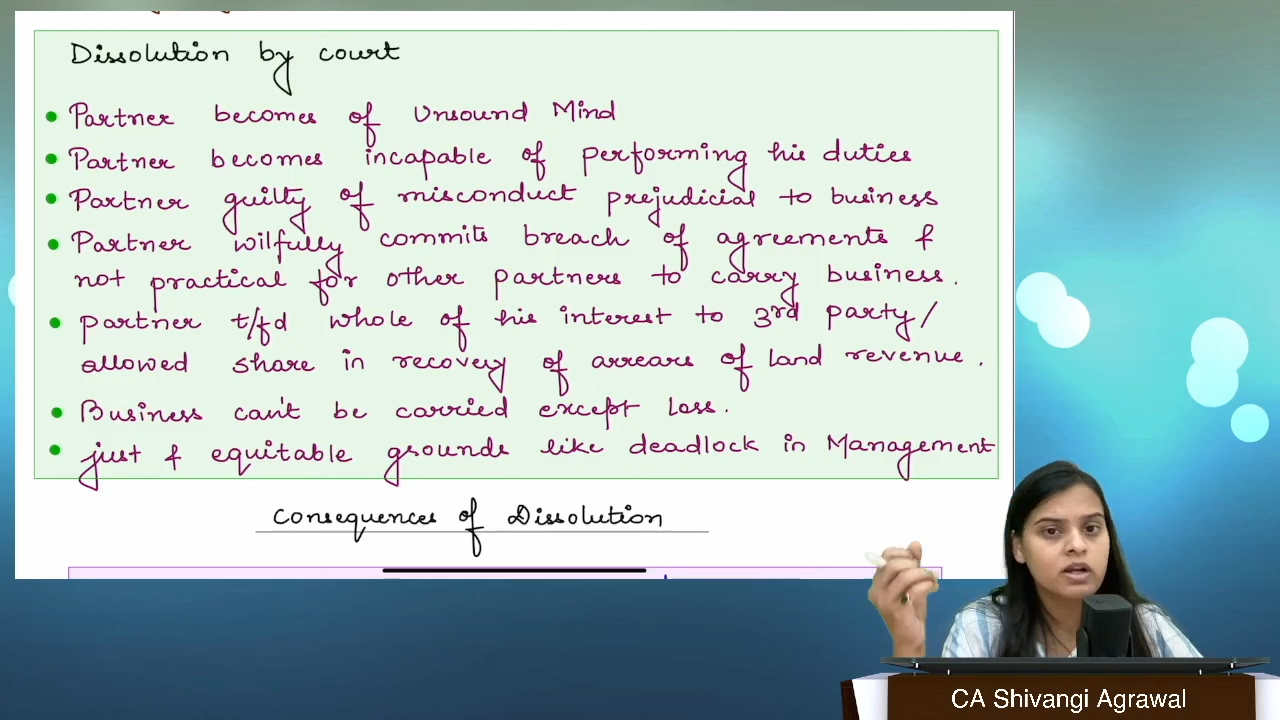 Dissolution by court
• Partner becomes of Unsound Mind
• Partner becomes incapable of performing his duties
• Partner guilty of misconduct prejudicial to business
• Partner wilfully commits breach of agreements &
not practical for other partners to carry business.
• partner t/fd whole of his interest to 3rd party/
allowed share in recovery of arrears of land revenue.
• Business can't be carried except loss.
• just & equitable grounds like deadlock in Management
Consequences of Dissolution
CA Shivangi Agrawal